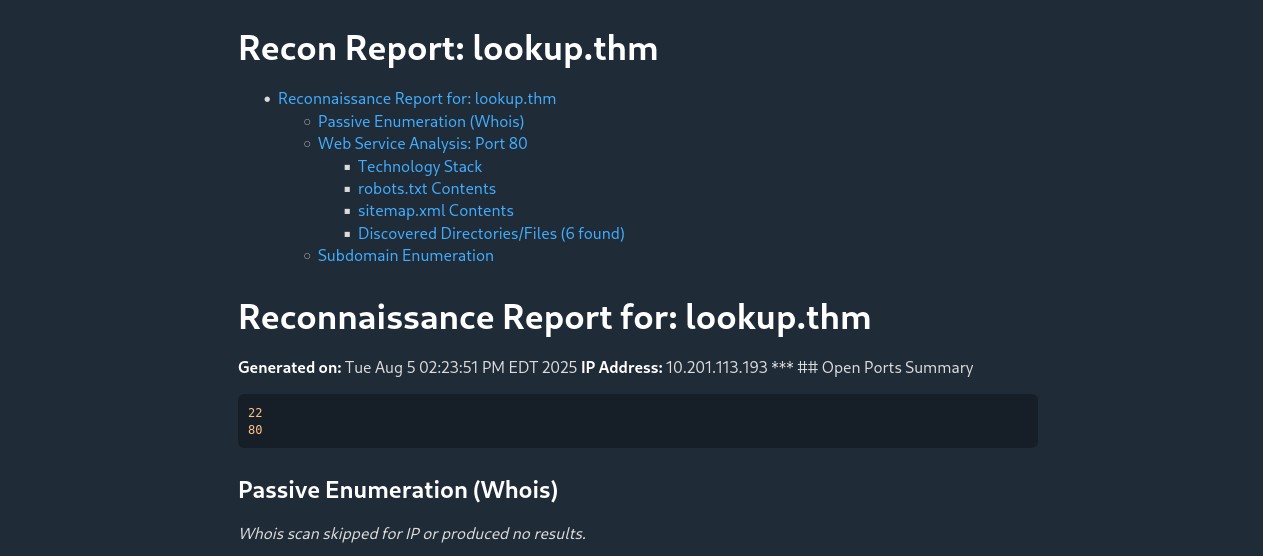 Recon Report: lookup.thm
Reconnaissance Report for: lookup.thm
Passive Enumeration (Whois)
Web Service Analysis: Port 80
Technology Stack
robots.txt Contents
sitemap.xml Contents
Discovered Directories/Files (6 found)
Subdomain Enumeration
Reconnaissance Report for: lookup.thm
Generated on: Tue Aug 5 02:23:51 PM EDT 2025 IP Address: 10.201.113.193 *** ## Open Ports Summary
22
80
Passive Enumeration (Whois)
Whois scan skipped for IP or produced no results.